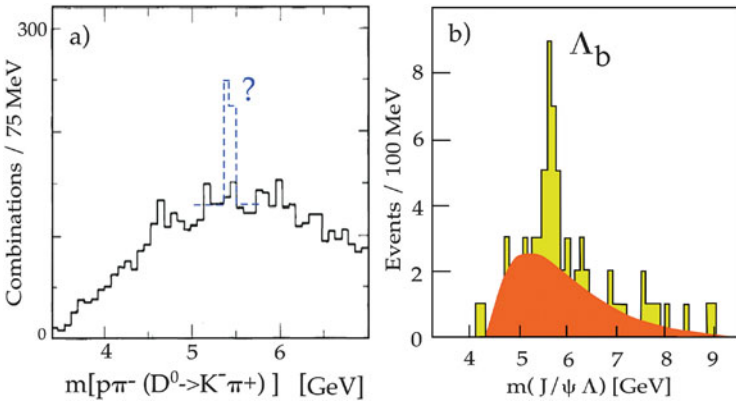 a)
300
?
0
4
5
6
Combinations / 75 MeV
m[pπ⁻ (D⁰->K⁻π+)] [GeV]
b)
Λb
8
6
4
2
0
4
5
6
7
8
9
Events / 100 MeV
m(J/ψ Λ) [GeV]